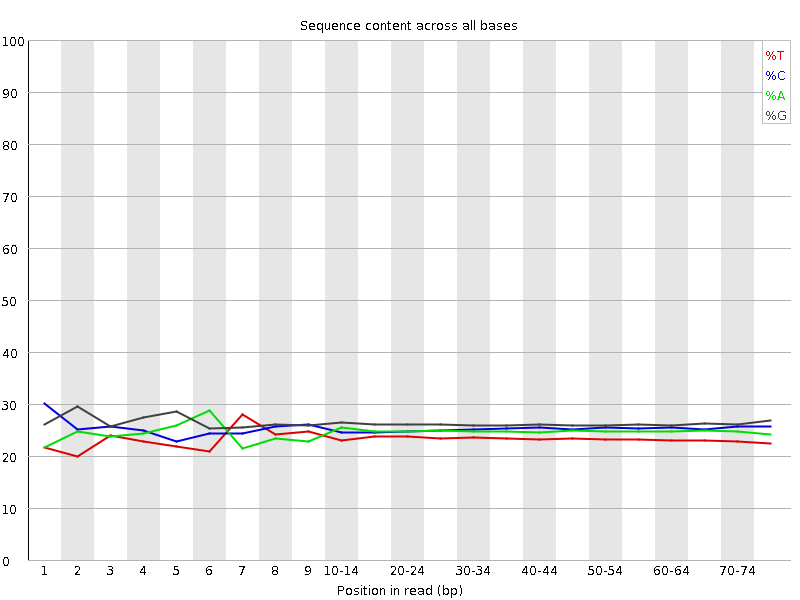 Sequence content across all bases
100
90
80
70
60
50
40
30
20
10
0
%T
%C
%A
%G
1 2 3 4 5 6 7 8 9 10-14 20-24 30-34 40-44 50-54 60-64 70-74
Position in read (bp)